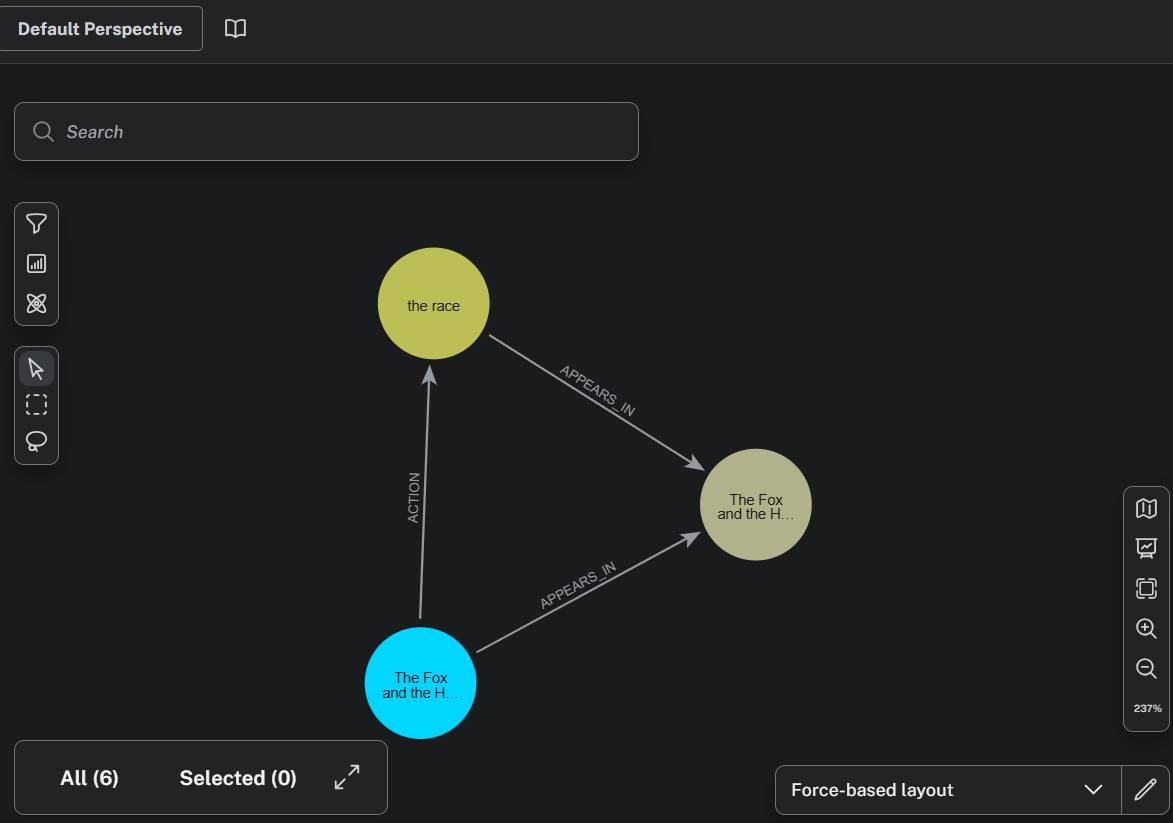 Default Perspective
Search
the race
APPEARS_IN
ACTION
The Fox
and the H...
APPEARS_IN
The Fox
and the H...
237%
All (6)
Selected (0)
Force-based layout